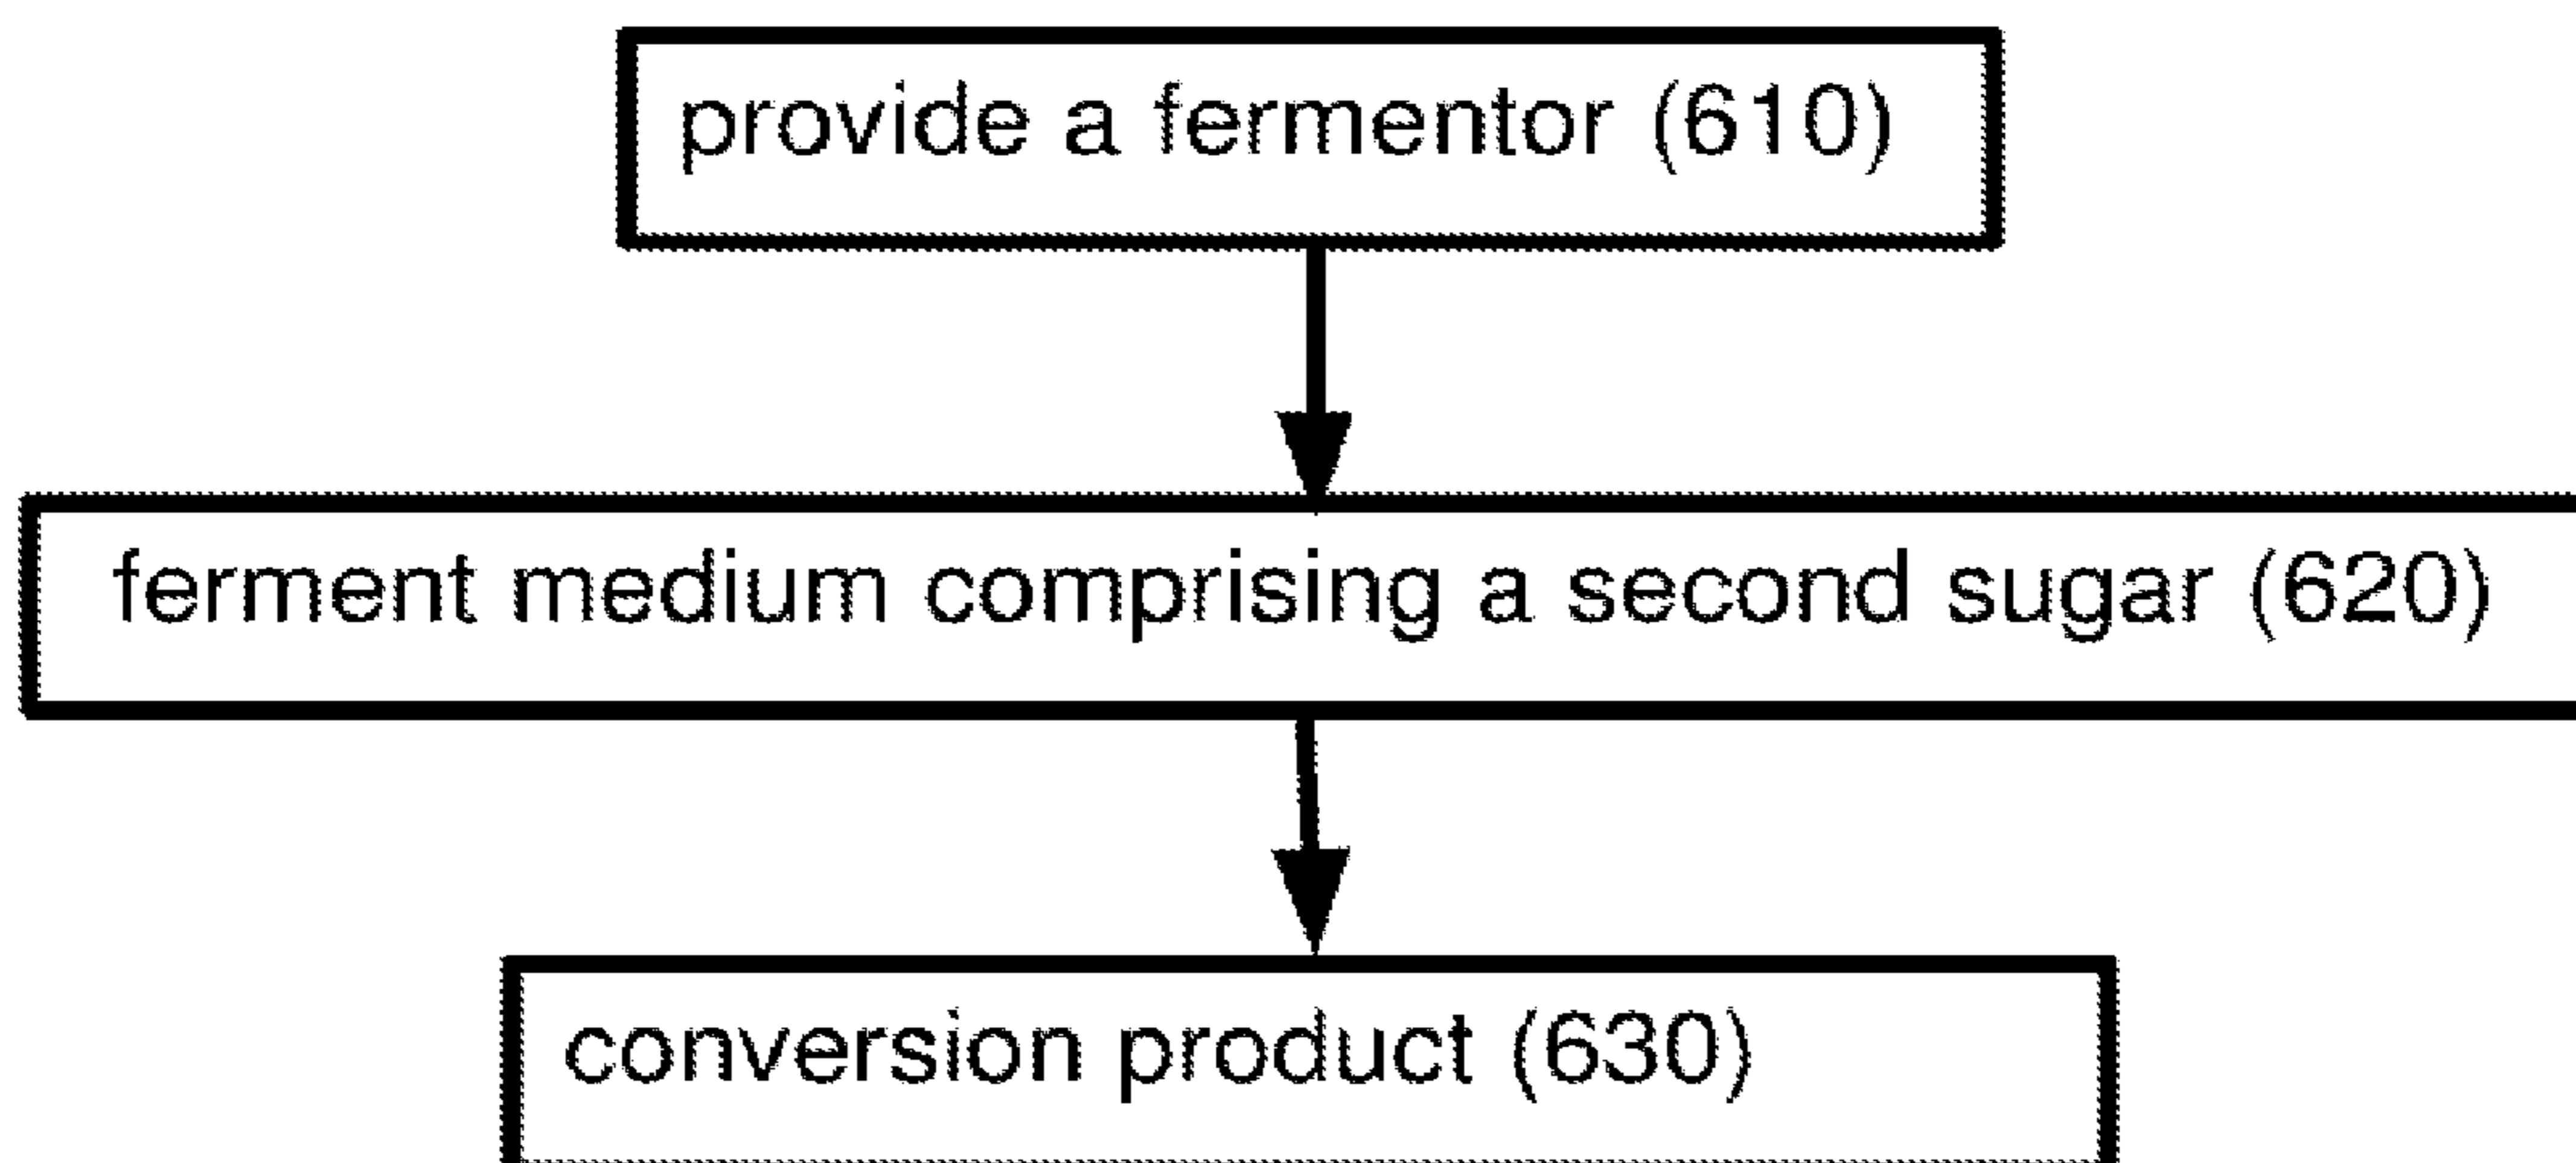 provide a fermentor (610)
ferment medium comprising a second sugar (620)
conversion product (630)